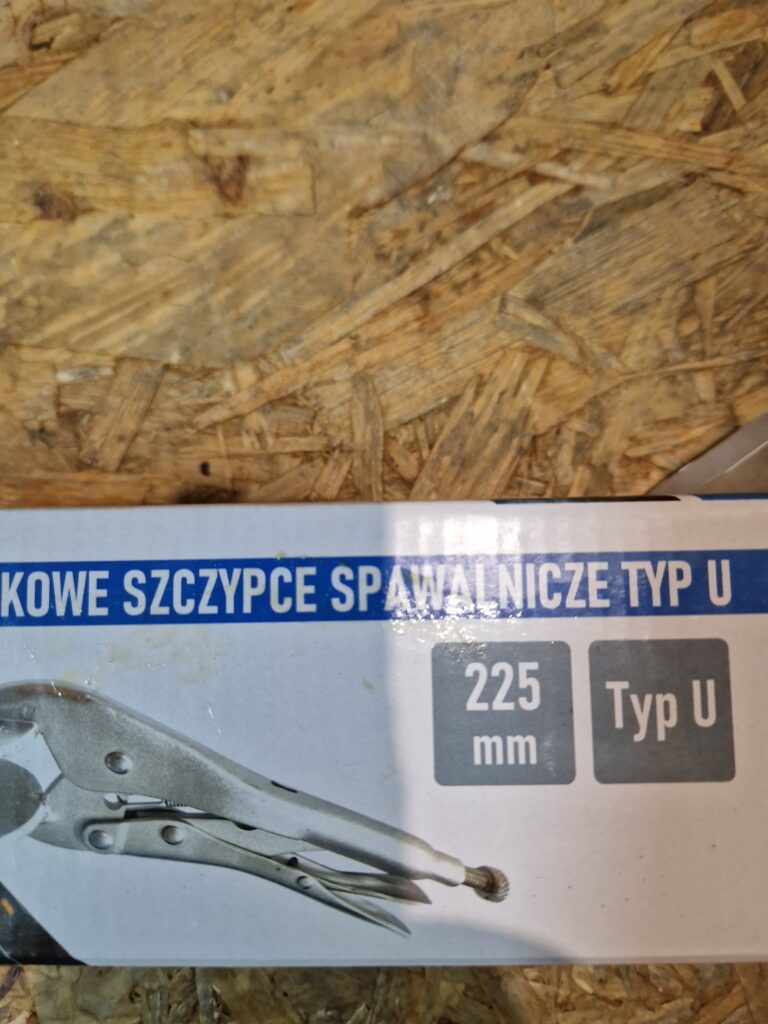 KOWE SZCZYPCE SPAWALNICZE TYP U
225
mm
Typ U